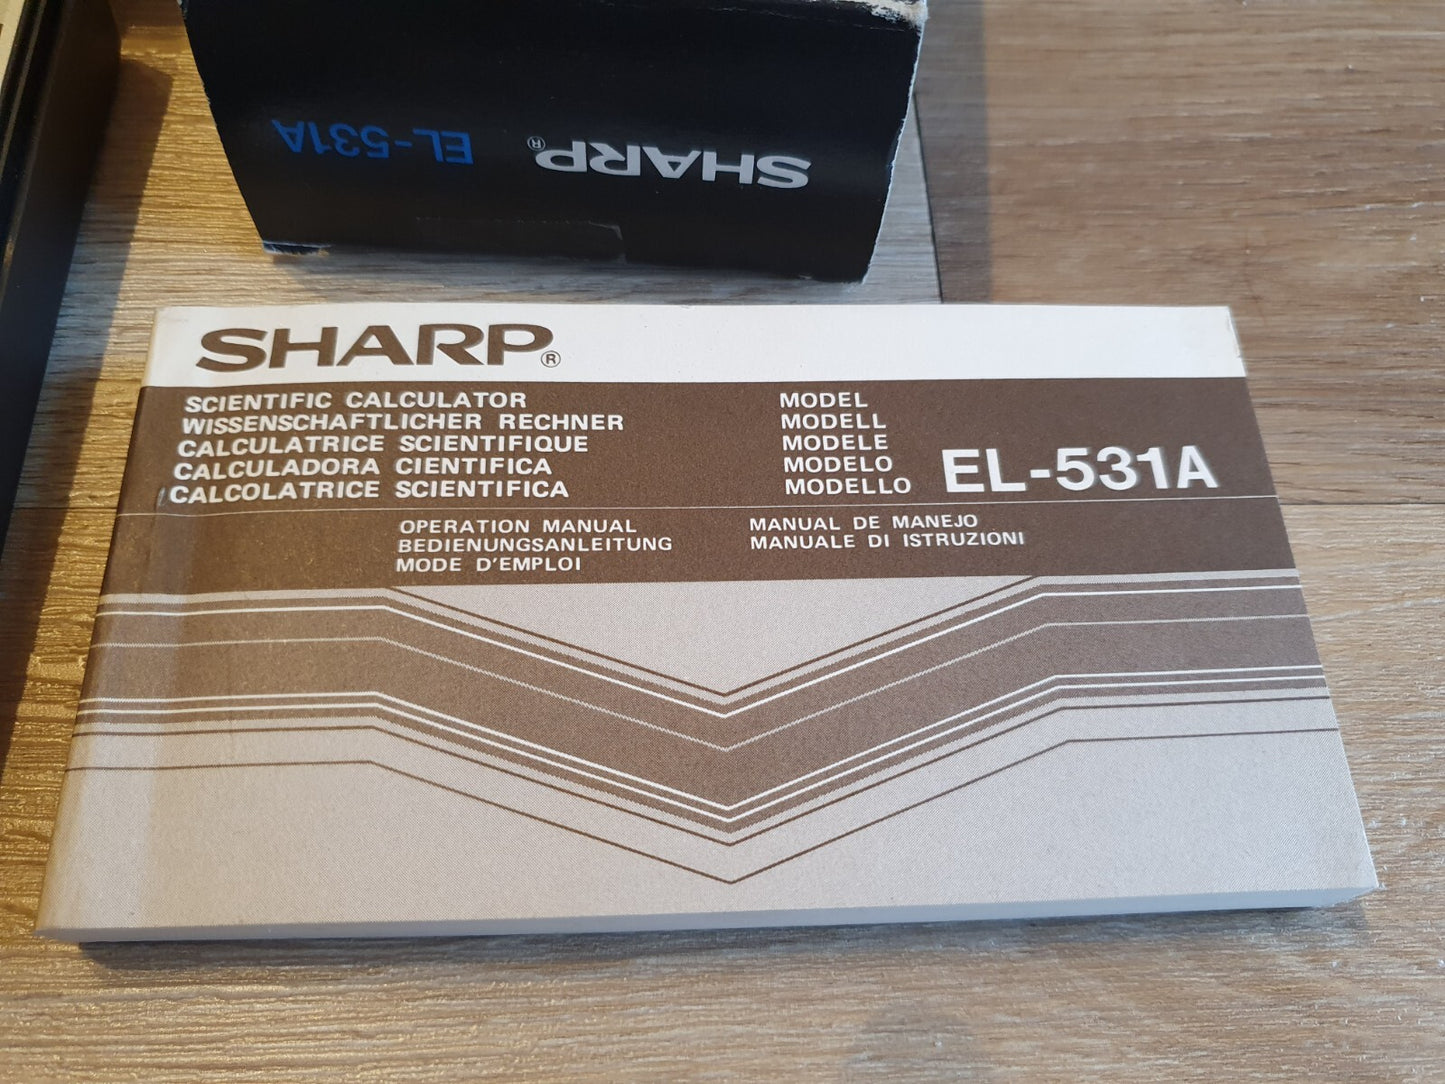 SHARP® EL-531A
SHARP®
SCIENTIFIC CALCULATOR MODEL
WISSENSCHAFTLICHER RECHNER MODELL
CALCULATRICE SCIENTIFIQUE MODELE
CALCULADORA CIENTIFICA MODELO
CALCOLATRICE SCIENTIFICA MODELLO
EL-531A
OPERATION MANUAL MANUAL DE MANEJO
BEDIENUNGSANLEITUNG MANUALE DI ISTRUZIONI
MODE D'EMPLOI